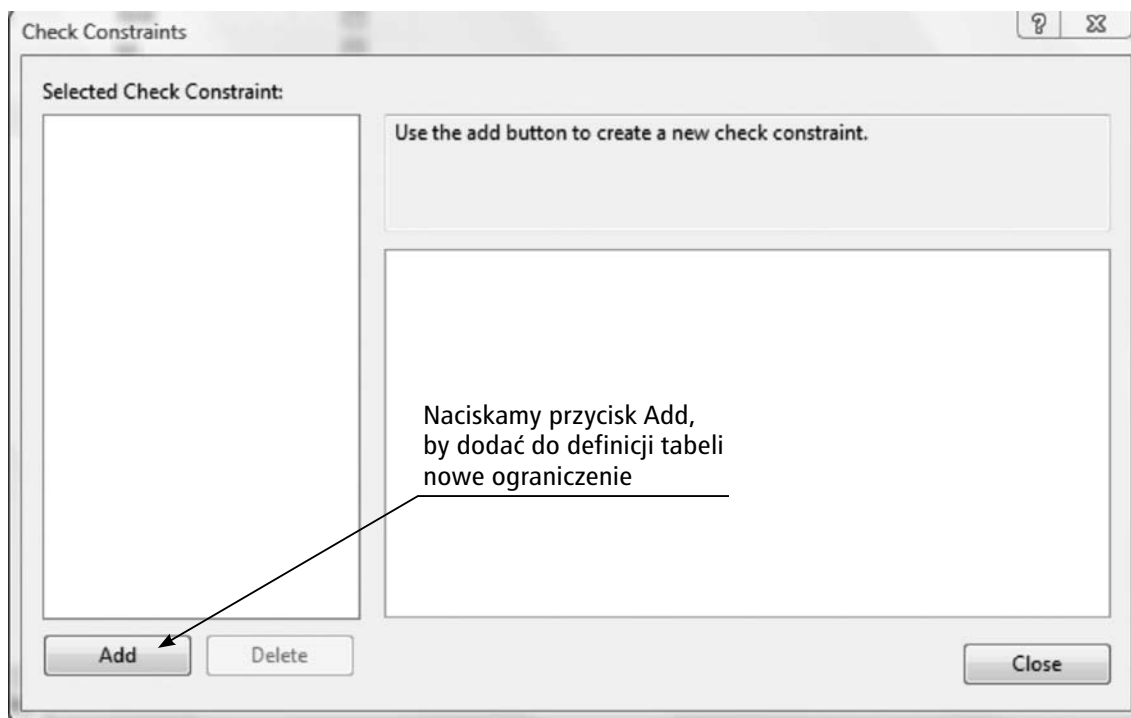 Check Constraints
Selected Check Constraint:
Use the add button to create a new check constraint.
Naciskamy przycisk Add,
by dodać do definicji tabeli
nowe ograniczenie
Add
Delete
Close